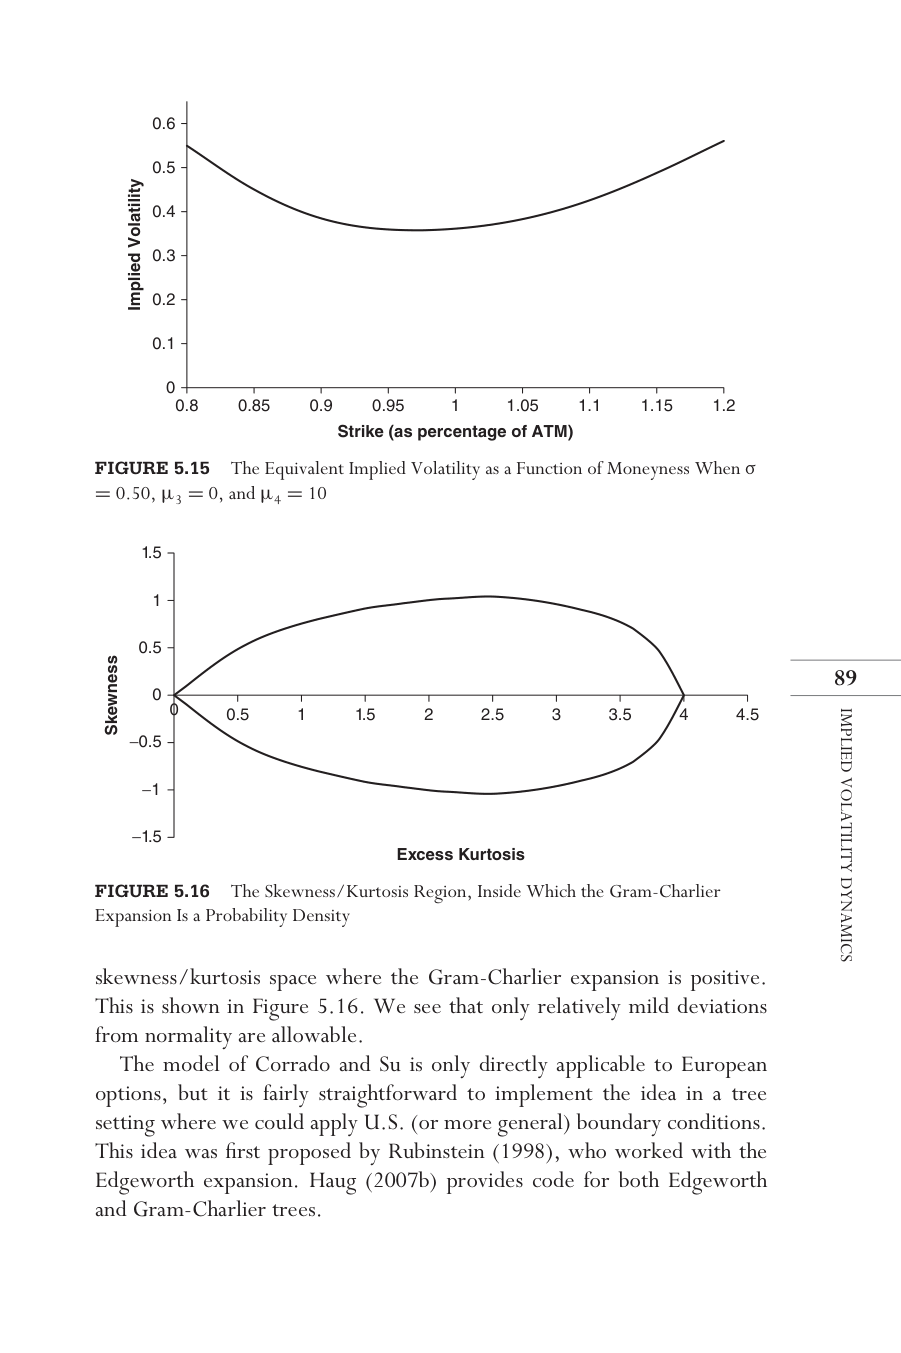 0.6
0.5
0.4
0.3
0.2
0.1
0
Implied Volatility
0.8 0.85 0.9 0.95 1 1.05 1.1 1.15 1.2
Strike (as percentage of ATM)
FIGURE 5.15 The Equivalent Implied Volatility as a Function of Moneyness When σ
= 0.50, μ₃ = 0, and μ₄ = 10
1.5
1
0.5
0
−0.5
−1
−1.5
Skewness
0 0.5 1 1.5 2 2.5 3 3.5 4 4.5
Excess Kurtosis
FIGURE 5.16 The Skewness/Kurtosis Region, Inside Which the Gram-Charlier
Expansion Is a Probability Density
skewness/kurtosis space where the Gram-Charlier expansion is positive.
This is shown in Figure 5.16. We see that only relatively mild deviations
from normality are allowable.
The model of Corrado and Su is only directly applicable to European
options, but it is fairly straightforward to implement the idea in a tree
setting where we could apply U.S. (or more general) boundary conditions.
This idea was first proposed by Rubinstein (1998), who worked with the
Edgeworth expansion. Haug (2007b) provides code for both Edgeworth
and Gram-Charlier trees.
89
IMPLIED VOLATILITY DYNAMICS